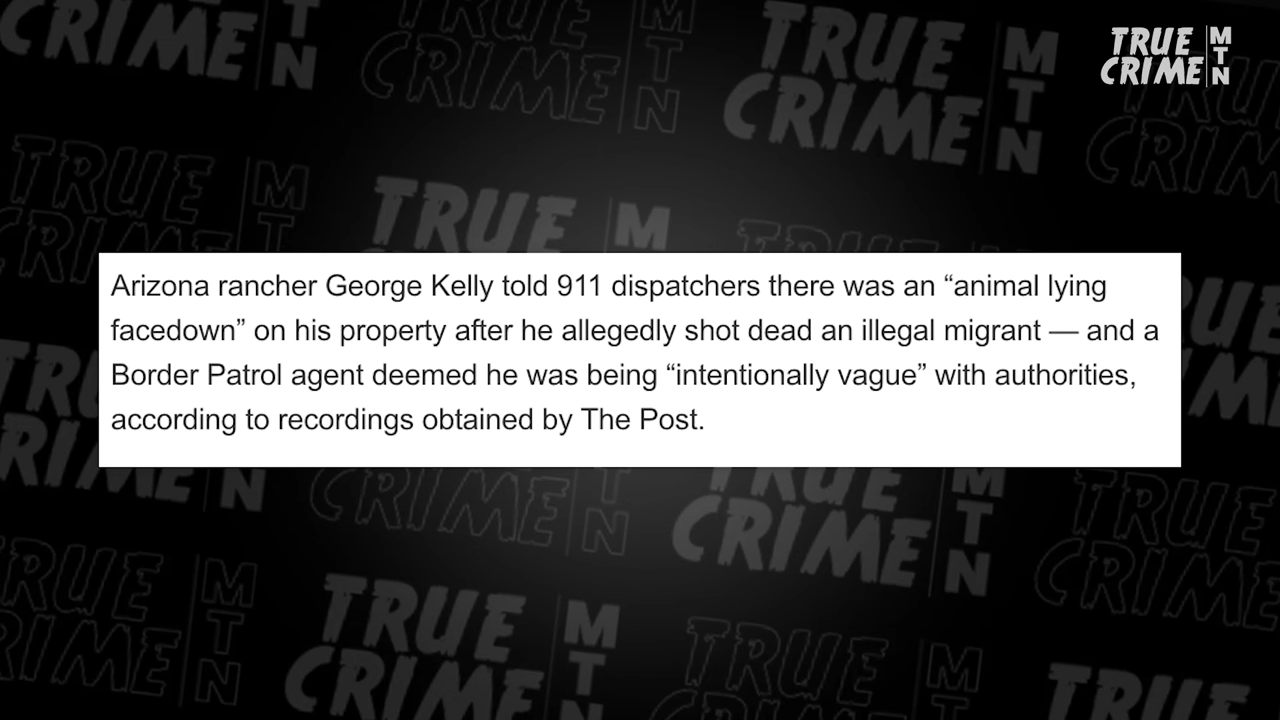 TRUE
CRIME
MTN
Arizona rancher George Kelly told 911 dispatchers there was an “animal lying
facedown” on his property after he allegedly shot dead an illegal migrant — and a
Border Patrol agent deemed he was being “intentionally vague” with authorities,
according to recordings obtained by The Post.